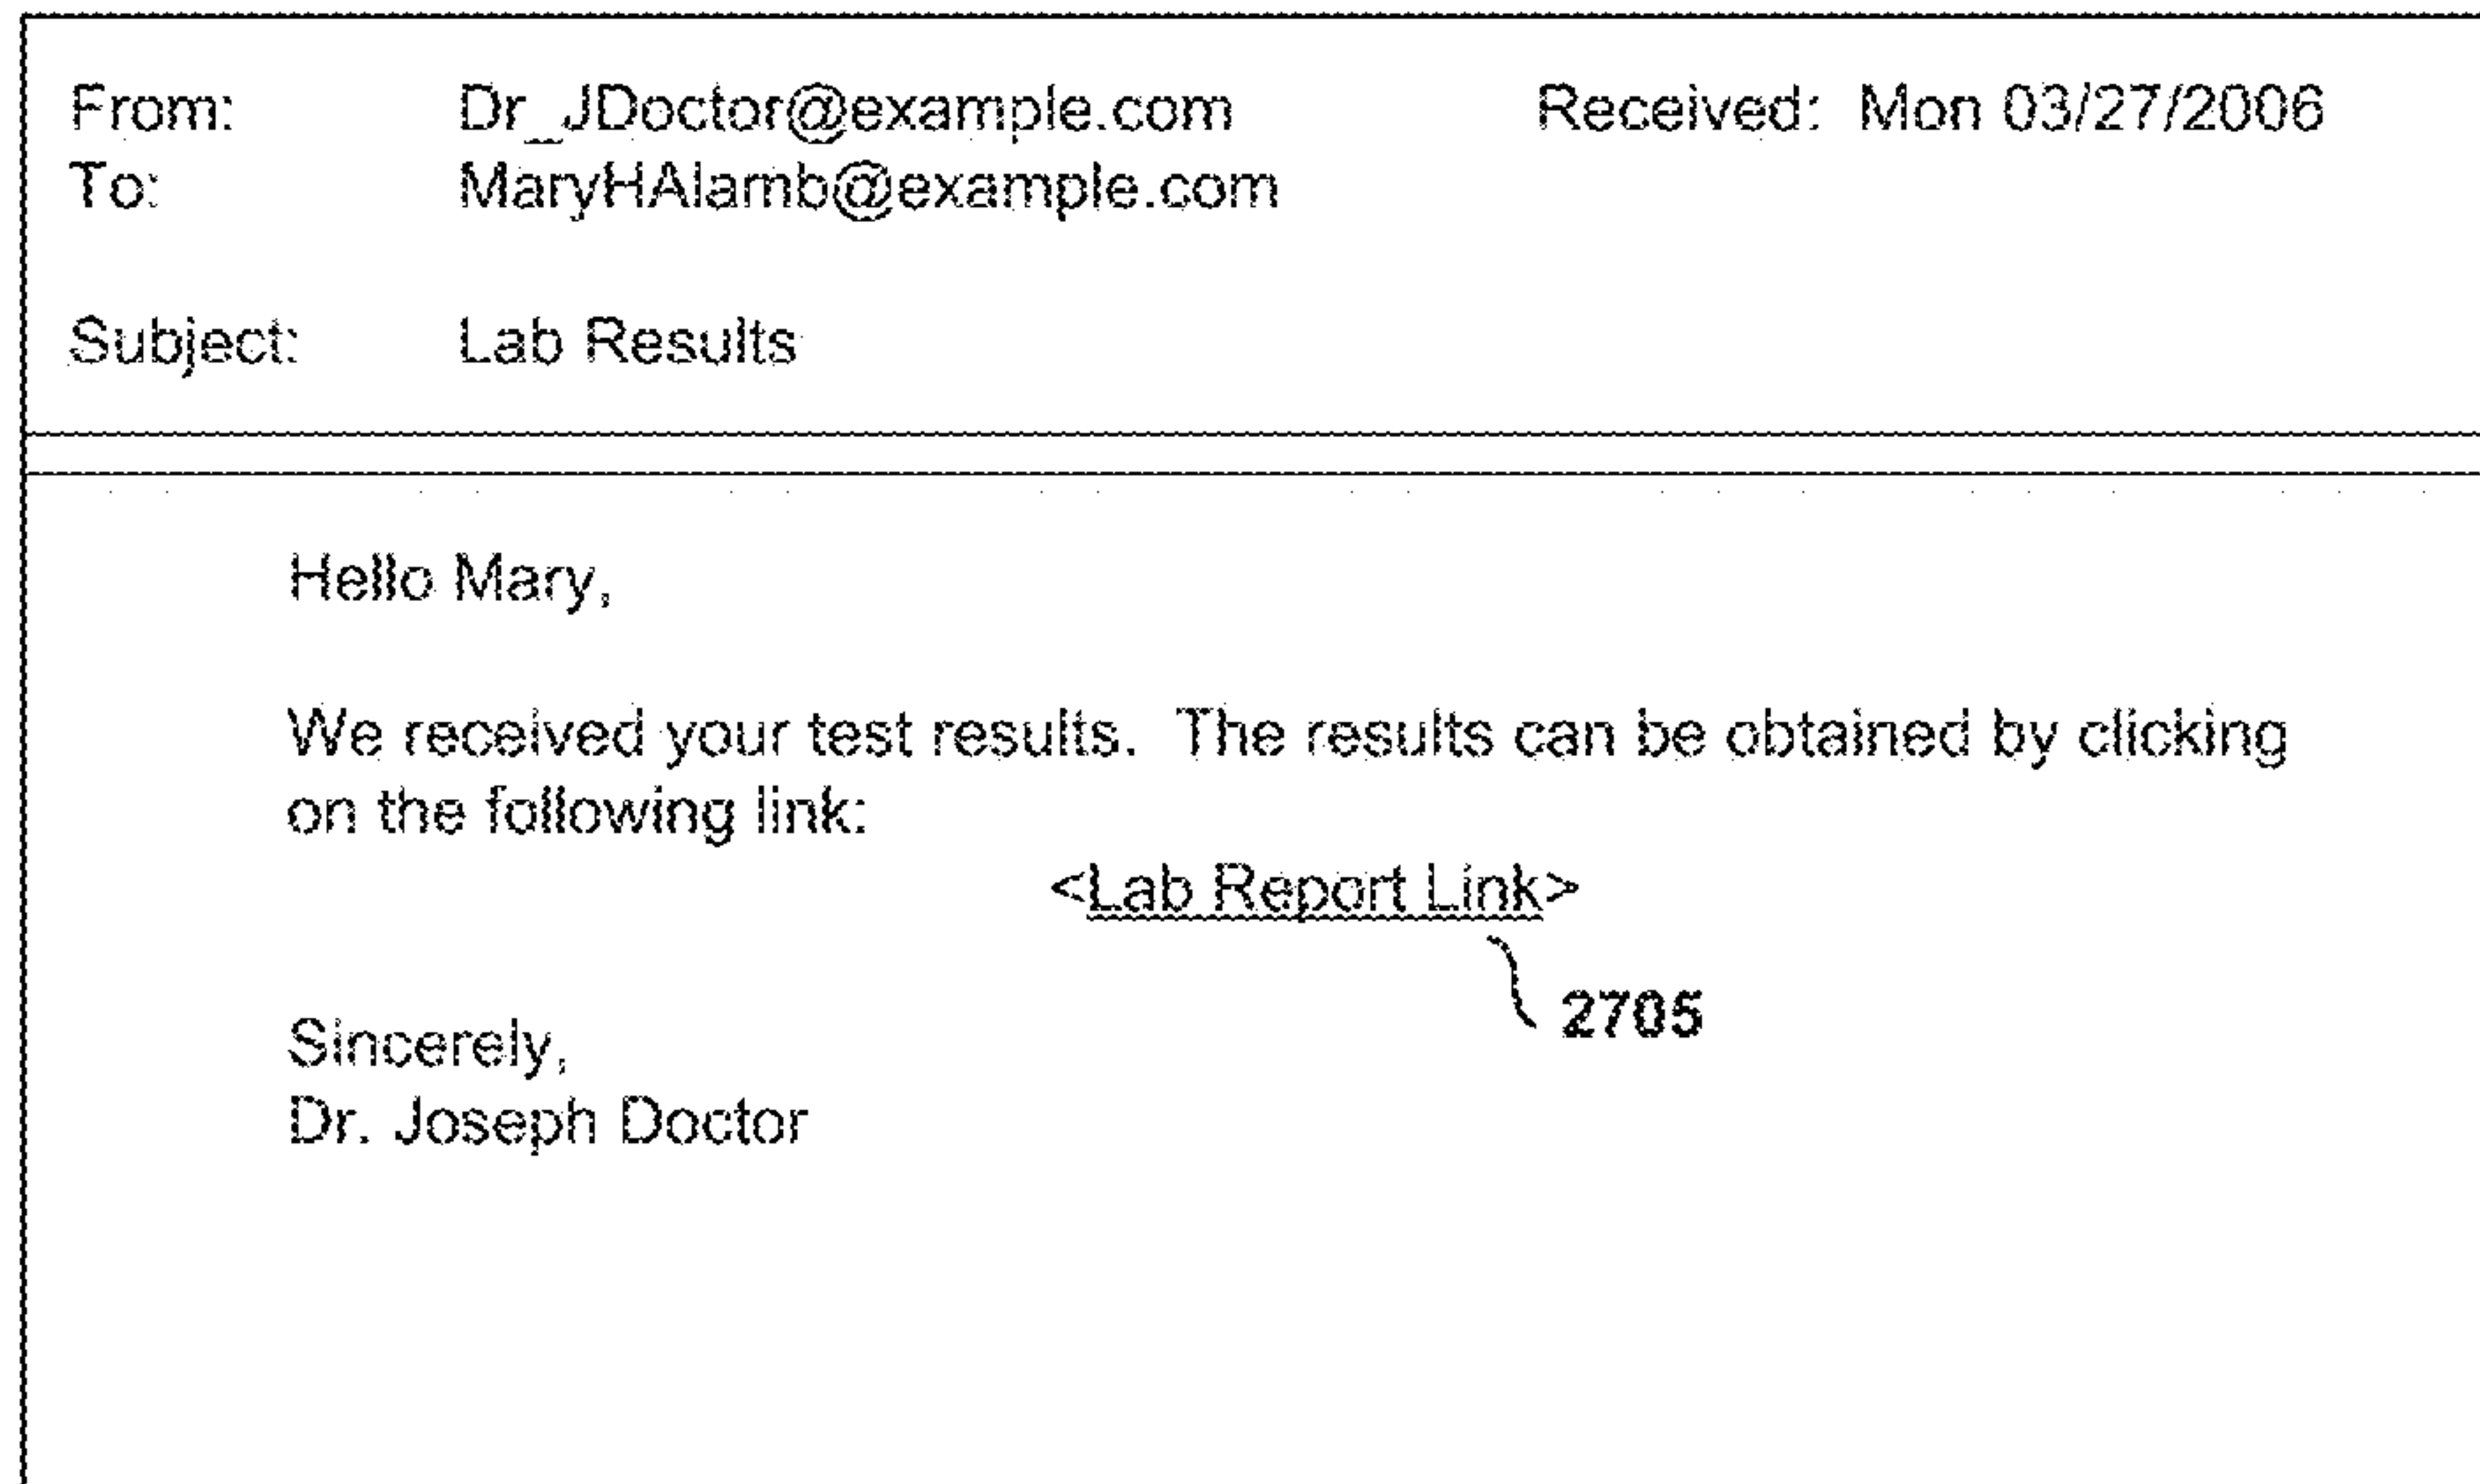 From: Dr_JDoctor@example.com Received: Mon 03/27/2006
To: MaryHAlamb@example.com
Subject: Lab Results
Hello Mary,
We received your test results. The results can be obtained by clicking
on the following link:
<Lab Report Link>
2705
Sincerely,
Dr. Joseph Doctor